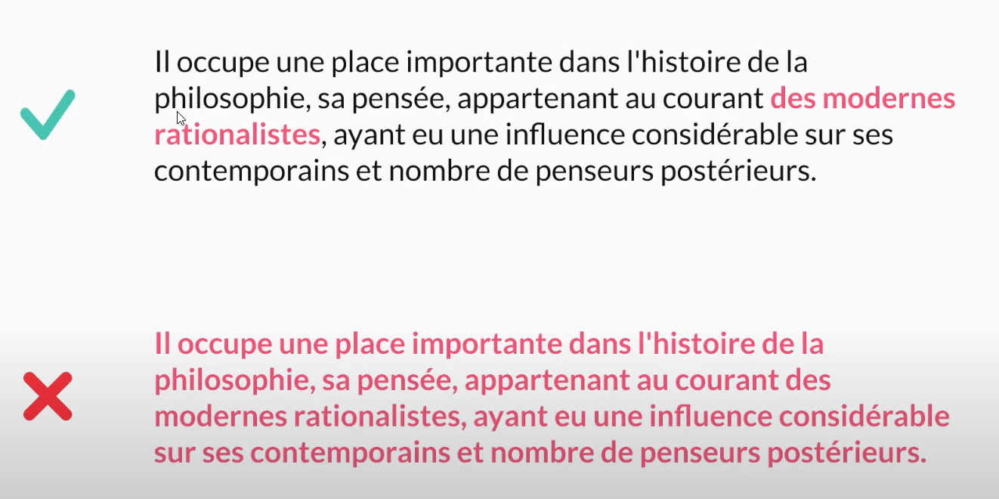 Il occupe une place importante dans l'histoire de la
philosophie, sa pensée, appartenant au courant des modernes
rationalistes, ayant eu une influence considérable sur ses
contemporains et nombre de penseurs postérieurs.
Il occupe une place importante dans l'histoire de la
philosophie, sa pensée, appartenant au courant des
modernes rationalistes, ayant eu une influence considérable
sur ses contemporains et nombre de penseurs postérieurs.